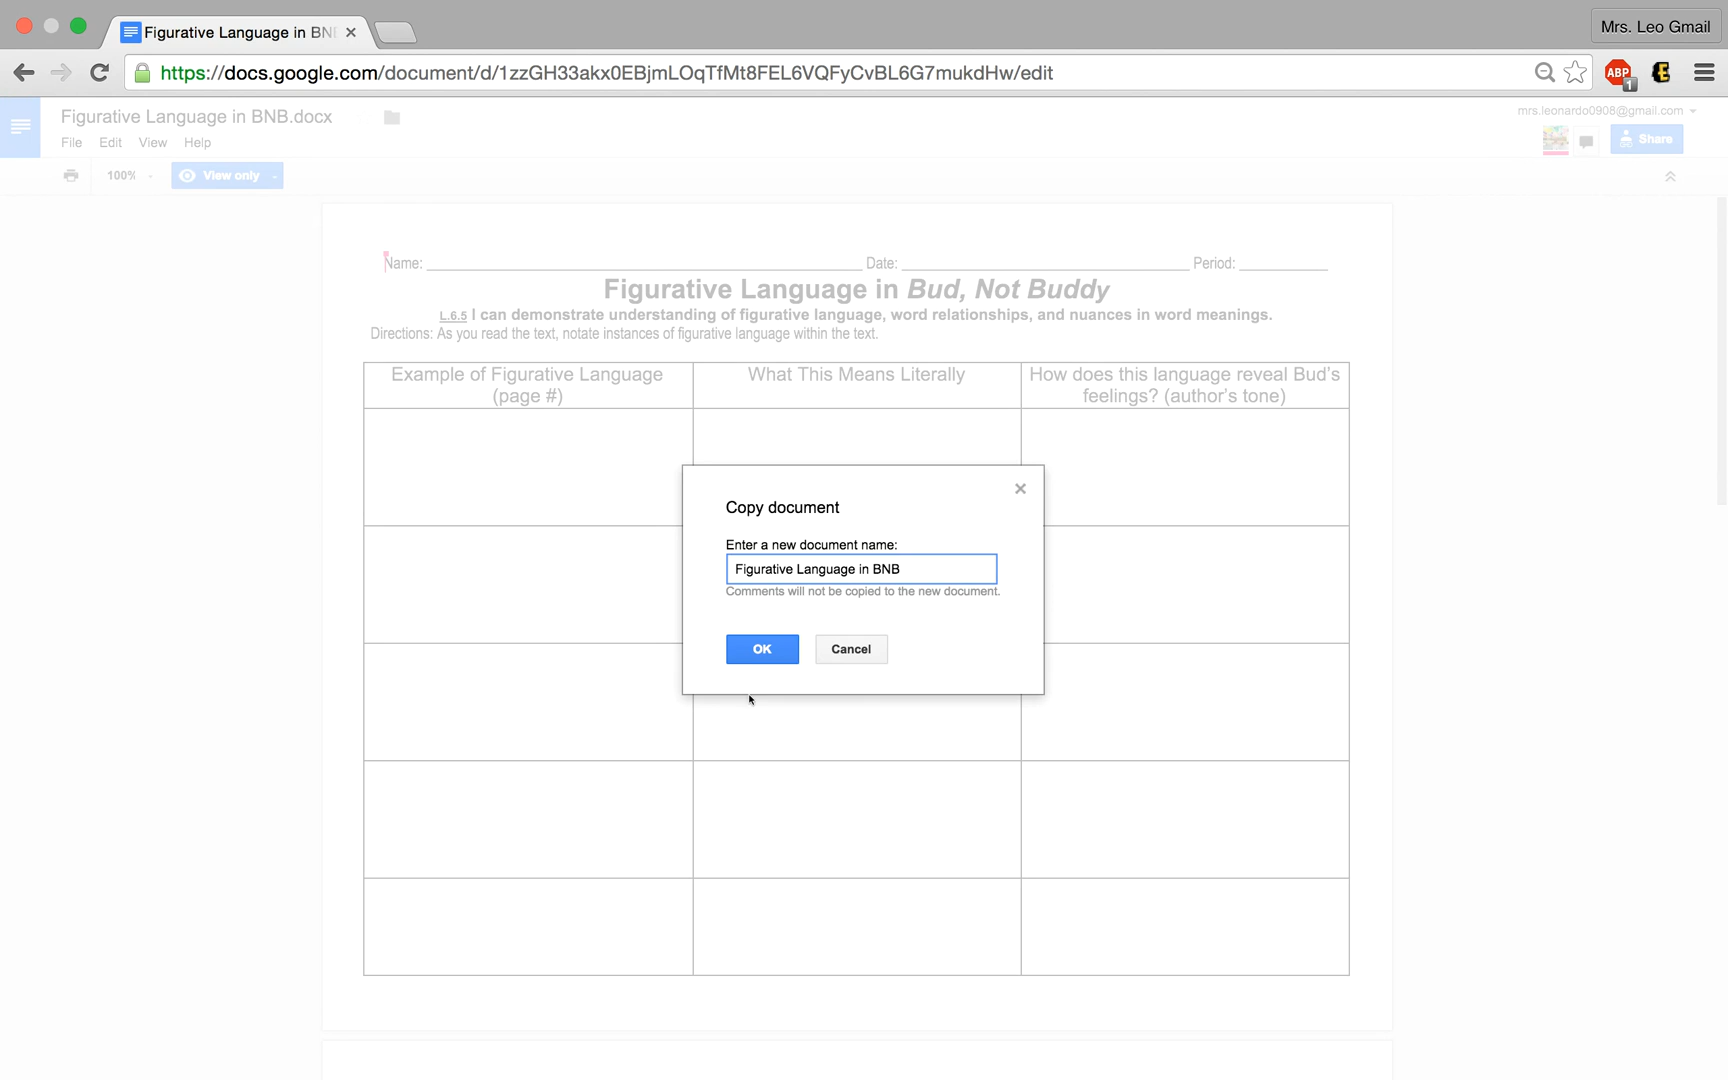 Figurative Language in BN
Mrs. Leo Gmail
https://docs.google.com/document/d/1zzGH33akx0EBjmLOqTfMt8FEL6VQFyCvBL6G7mukdHw/edit
ABP
1
Figurative Language in BNB.docx
mrs.leonardo0908@gmail.com
File Edit View Help
Share
100% View only
Name: Date: Period:
Figurative Language in Bud, Not Buddy
L.6.5 I can demonstrate understanding of figurative language, word relationships, and nuances in word meanings.
Directions: As you read the text, notate instances of figurative language within the text.
Example of Figurative Language
(page #)
What This Means Literally
How does this language reveal Bud's
feelings? (author's tone)
Copy document
Enter a new document name:
Figurative Language in BNB
Comments will not be copied to the new document.
OK Cancel